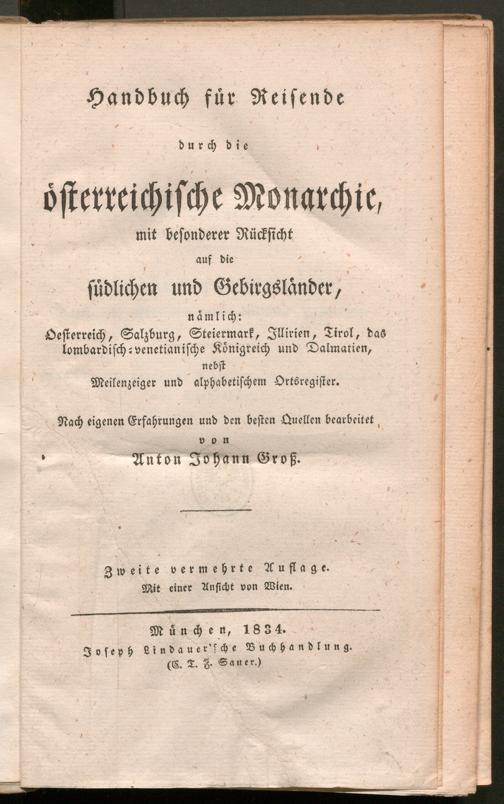 Handbuch für Reisende
durch die
österreichische Monarchie,
mit besonderer Rücksicht
auf die
südlichen und Gebirgsländer,
nämlich:
Oesterreich, Salzburg, Steiermark, Illirien, Tirol, das
lombardisch-venetianische Königreich und Dalmatien,
nebst
Meilenzeiger und alphabetischem Ortsregister.
Nach eigenen Erfahrungen und den besten Quellen bearbeitet
von
Anton Johann Groß.
Zweite vermehrte Auflage.
Mit einer Ansicht von Wien.
München, 1834.
Joseph Lindauer'sche Buchhandlung.
(C. T. F. Sauer.)